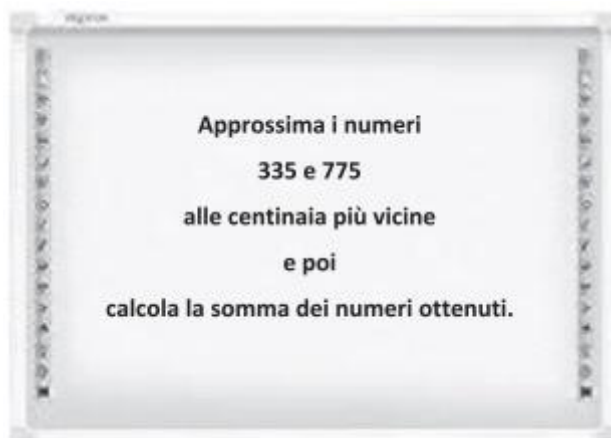 Approssima i numeri
335 e 775
alle centinaia più vicine
e poi
calcola la somma dei numeri ottenuti.